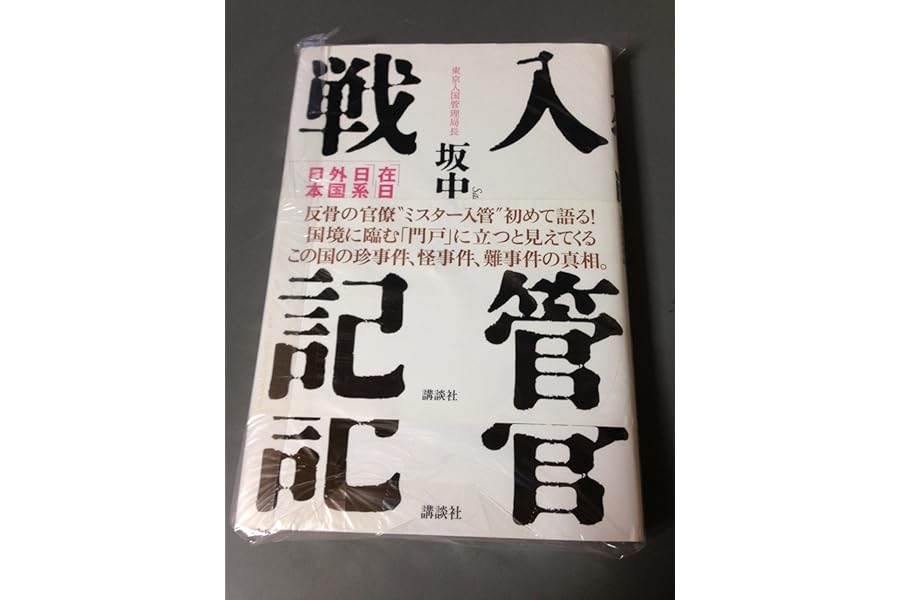 入管
戦記
東京入国管理局長
坂中
「在日」
「日系」
外国
日本
反骨の官僚〝ミスター入管〟初めて語る!
国境に臨む「門戸」に立つと見えてくる
この国の珍事件、怪事件、難事件の真相。
講談社
講談社